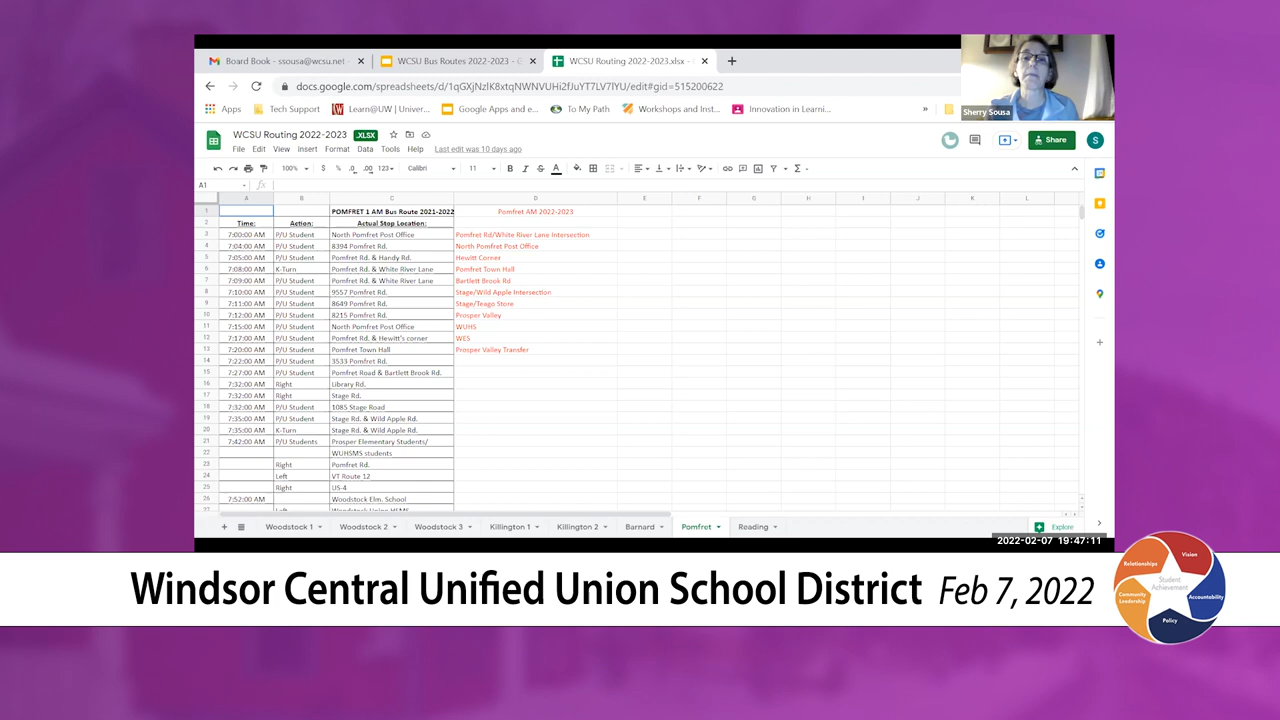 Board Book - ssousa@wcsu.net -
WCSU Bus Routes 2022-2023 - G
WCSU Routing 2022-2023.xlsx - G
docs.google.com/spreadsheets/d/1qGXjNzlK8xtqNWNVUHi2fJuYT7LV7lYU/edit#gid=515200622
Apps Tech Support Learn@UW | Univer... Google Apps and e... To My Path Workshops and Inst... Innovation in Learni...
Sherry Sousa
WCSU Routing 2022-2023 .XLSX
Share S
File Edit View Insert Format Data Tools Help Last edit was 10 days ago
100% $ % .0 .00 123 Calibri 11 B I S A
A1 fx
A B C D E F G H I J K L
1 POMFRET 1 AM Bus Route 2021-2022 Pomfret AM 2022-2023
2 Time: Action: Actual Stop Location:
3 7:00:00 AM P/U Student North Pomfret Post Office Pomfret Rd/White River Lane Intersection
4 7:04:00 AM P/U Student 8394 Pomfret Rd. North Pomfret Post Office
5 7:05:00 AM P/U Student Pomfret Rd. & Handy Rd. Hewitt Corner
6 7:08:00 AM K-Turn Pomfret Rd. & White River Lane Pomfret Town Hall
7 7:09:00 AM P/U Student Pomfret Rd. & White River Lane Bartlett Brook Rd
8 7:10:00 AM P/U Student 9557 Pomfret Rd. Stage/Wild Apple Intersection
9 7:11:00 AM P/U Student 8649 Pomfret Rd. Stage/Teago Store
10 7:12:00 AM P/U Student 8215 Pomfret Rd. Prosper Valley
11 7:15:00 AM P/U Student North Pomfret Post Office WUHS
12 7:17:00 AM P/U Student Pomfret Rd. & Hewitt's corner WES
13 7:20:00 AM P/U Student Pomfret Town Hall Prosper Valley Transfer
14 7:22:00 AM P/U Student 3533 Pomfret Rd.
15 7:27:00 AM P/U Student Pomfret Road & Bartlett Brook Rd.
16 7:32:00 AM Right Library Rd.
17 7:32:00 AM Right Stage Rd.
18 7:32:00 AM P/U Student 1085 Stage Road
19 7:35:00 AM P/U Student Stage Rd. & Wild Apple Rd.
20 7:35:00 AM K-Turn Stage Rd. & Wild Apple Rd.
21 7:42:00 AM P/U Students Prosper Elementary Students/
22 WUHSMS students
23 Right Pomfret Rd.
24 Left VT Route 12
25 Right US-4
26 7:52:00 AM Woodstock Elm. School
27 Left Woodstock Union HSMS
Woodstock 1 Woodstock 2 Woodstock 3 Killington 1 Killington 2 Barnard Pomfret Reading Explore
2022-02-07 19:47:11
Windsor Central Unified Union School District Feb 7, 2022
Relationships
Vision
Student
Achievement
Community
Leadership
Accountability
Policy